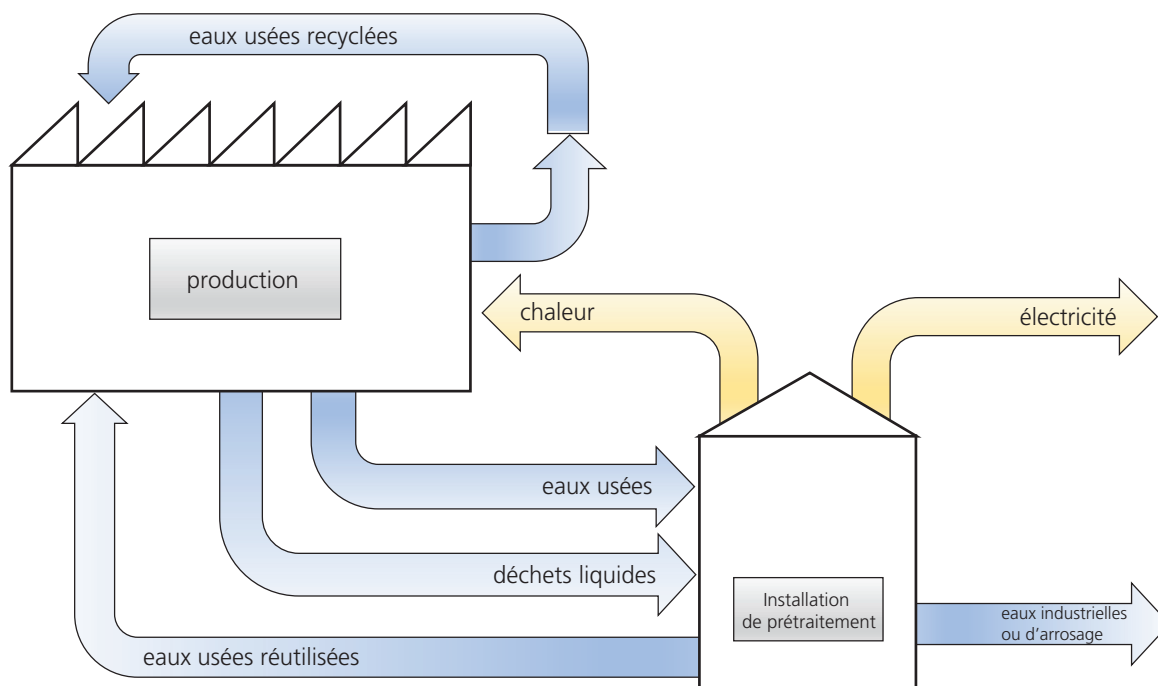 eaux usées recyclées
production
chaleur
électricité
eaux usées
déchets liquides
Installation
de prétraitement
eaux industrielles
ou d’arrosage
eaux usées réutilisées